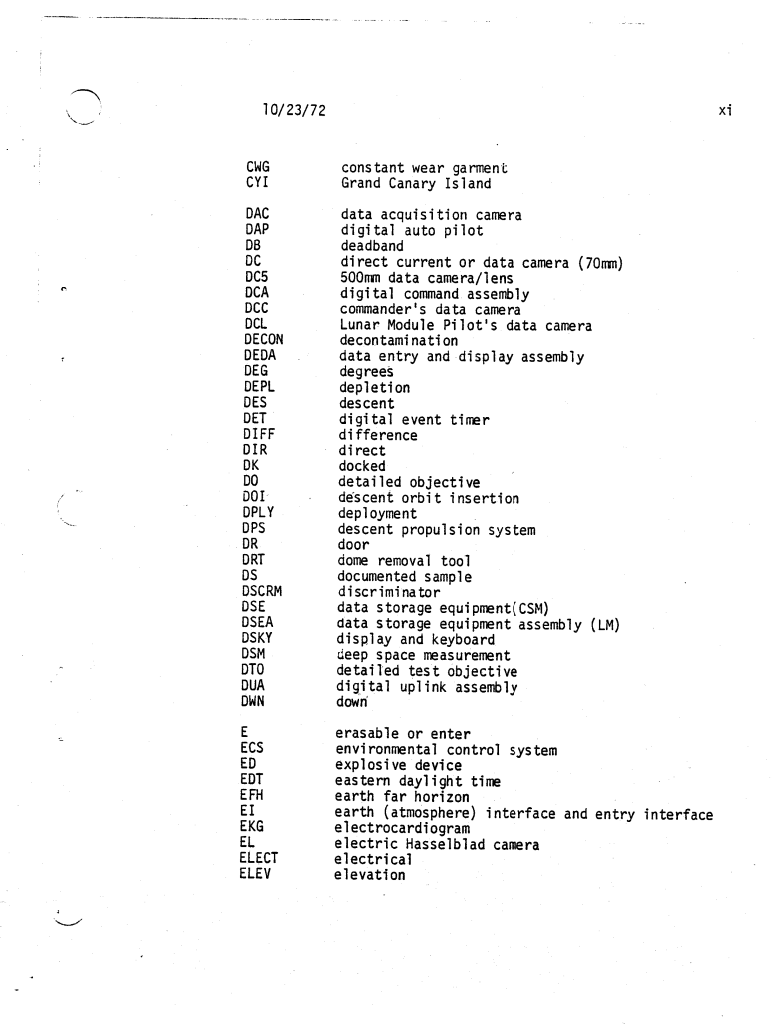 10/23/72 xi
CWG constant wear garment
CYI Grand Canary Island
DAC data acquisition camera
DAP digital auto pilot
DB deadband
DC direct current or data camera (70mm)
DC5 500mm data camera/lens
DCA digital command assembly
DCC commander's data camera
DCL Lunar Module Pilot's data camera
DECON decontamination
DEDA data entry and display assembly
DEG degrees
DEPL depletion
DES descent
DET digital event timer
DIFF difference
DIR direct
DK docked
DO detailed objective
DOI descent orbit insertion
DPLY deployment
DPS descent propulsion system
DR door
DRT dome removal tool
DS documented sample
DSCRM discriminator
DSE data storage equipment(CSM)
DSEA data storage equipment assembly (LM)
DSKY display and keyboard
DSM deep space measurement
DTO detailed test objective
DUA digital uplink assembly
DWN down
E erasable or enter
ECS environmental control system
ED explosive device
EDT eastern daylight time
EFH earth far horizon
EI earth (atmosphere) interface and entry interface
EKG electrocardiogram
EL electric Hasselblad camera
ELECT electrical
ELEV elevation